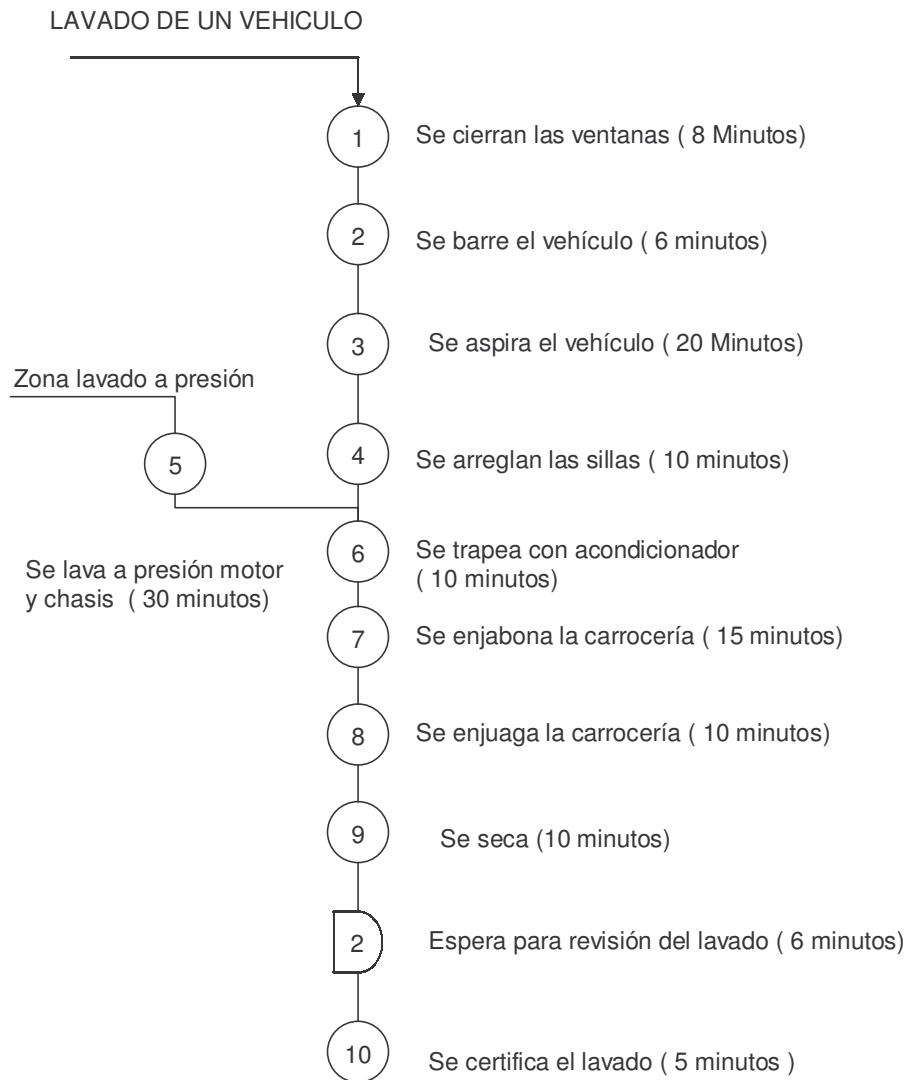 LAVADO DE UN VEHICULO
1
Se cierran las ventanas ( 8 Minutos)
2
Se barre el vehículo ( 6 minutos)
3
Se aspira el vehículo ( 20 Minutos)
Zona lavado a presión
4
Se arreglan las sillas ( 10 minutos)
5
Se lava a presión motor
y chasis ( 30 minutos)
6
Se trapea con acondicionador
( 10 minutos)
7
Se enjabona la carrocería ( 15 minutos)
8
Se enjuaga la carrocería ( 10 minutos)
9
Se seca (10 minutos)
2
Espera para revisión del lavado ( 6 minutos)
10
Se certifica el lavado ( 5 minutos )